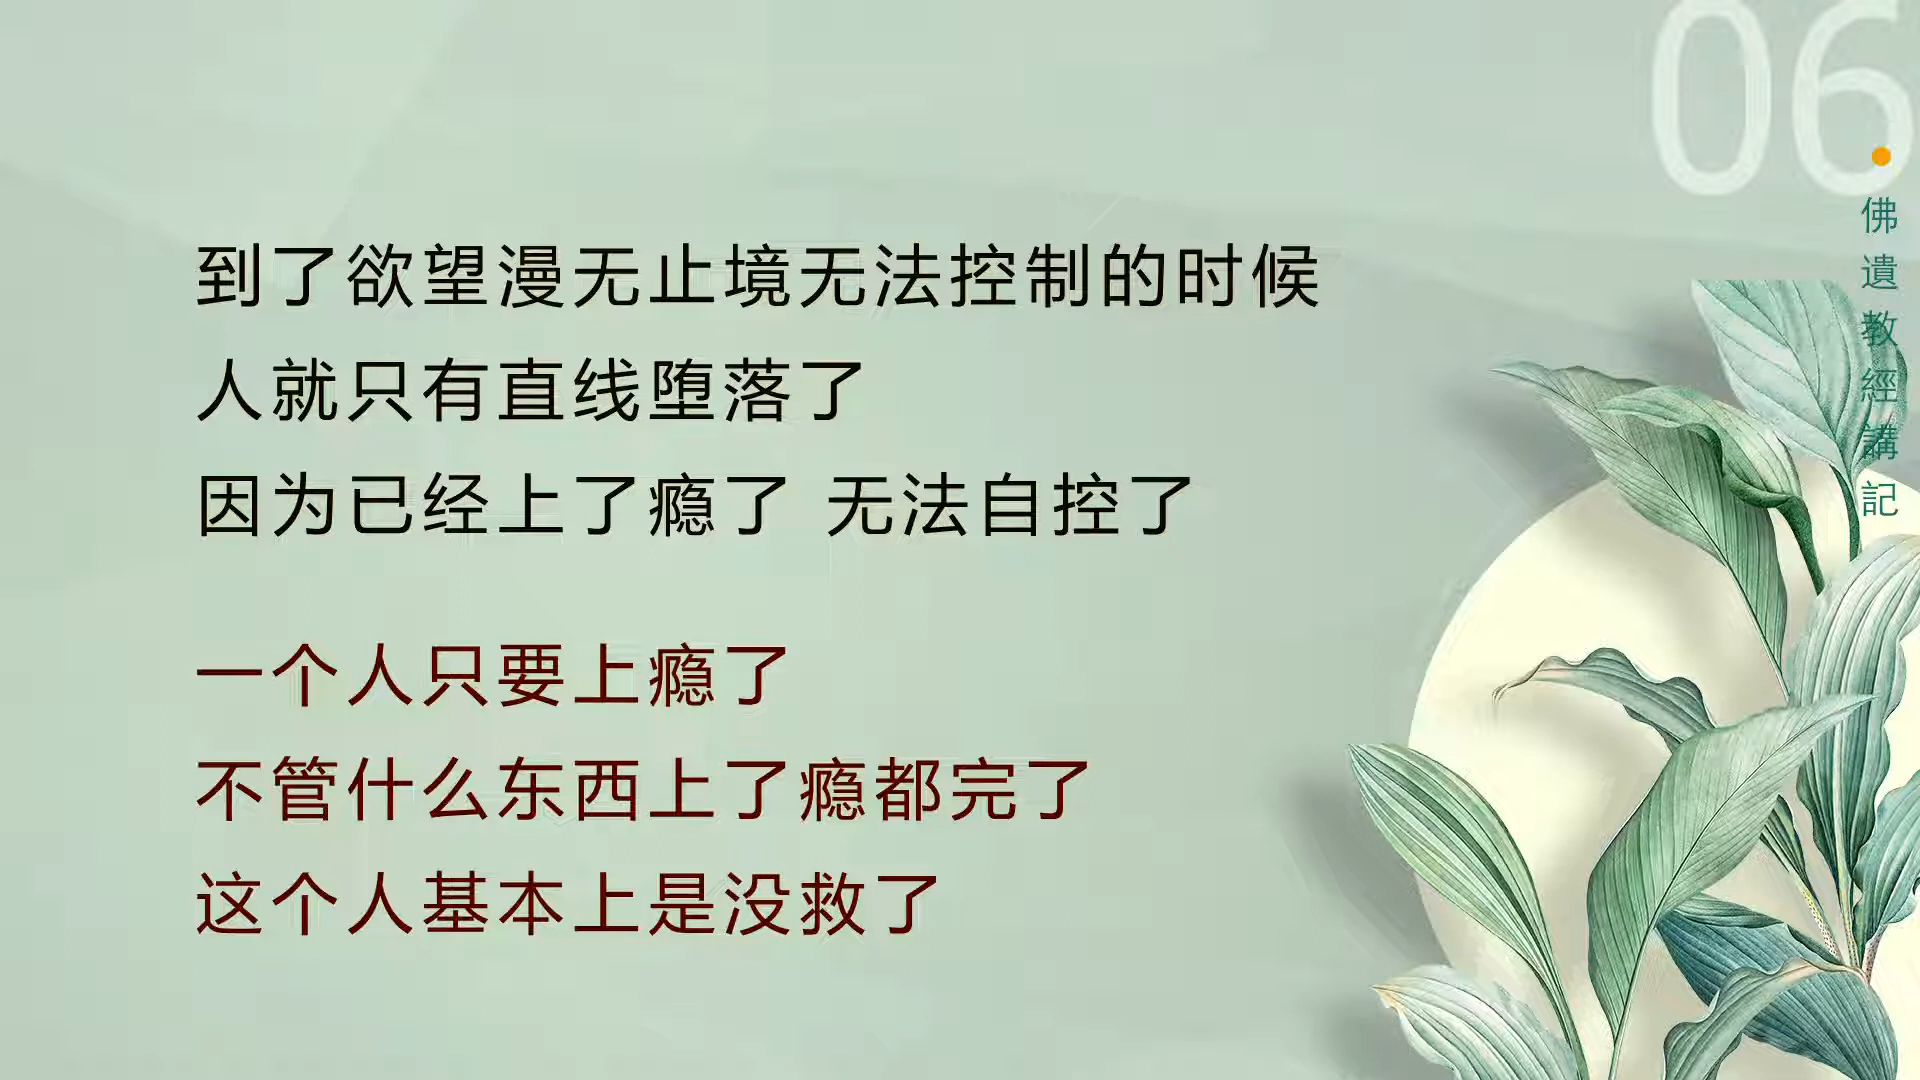 06
佛遺教經講記
到了欲望漫无止境无法控制的时候
人就只有直线堕落了
因为已经上了瘾了 无法自控了
一个人只要上瘾了
不管什么东西上了瘾都完了
这个人基本上是没救了